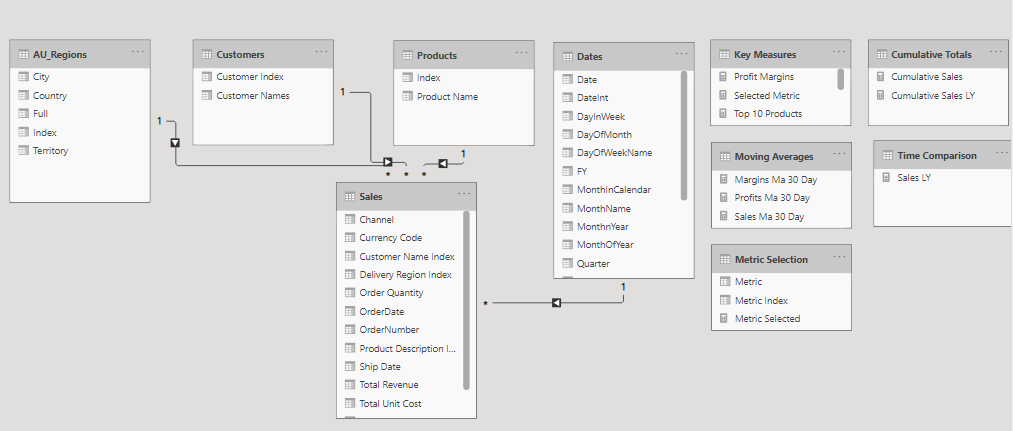 AU_Regions
City
Country
Full
Index
Territory
Customers
Customer Index
Customer Names
Products
Index
Product Name
Dates
Date
DateInt
DayInWeek
DayOfMonth
DayOfWeekName
FY
MonthInCalendar
MonthName
MonthnYear
MonthOfYear
Quarter
Key Measures
Profit Margins
Selected Metric
Top 10 Products
Cumulative Totals
Cumulative Sales
Cumulative Sales LY
Moving Averages
Margins Ma 30 Day
Profits Ma 30 Day
Sales Ma 30 Day
Time Comparison
Sales LY
Metric Selection
Metric
Metric Index
Metric Selected
1
1
1
* * *
Sales
Channel
Currency Code
Customer Name Index
Delivery Region Index
Order Quantity
OrderDate
OrderNumber
Product Description I...
Ship Date
Total Revenue
Total Unit Cost
1
*